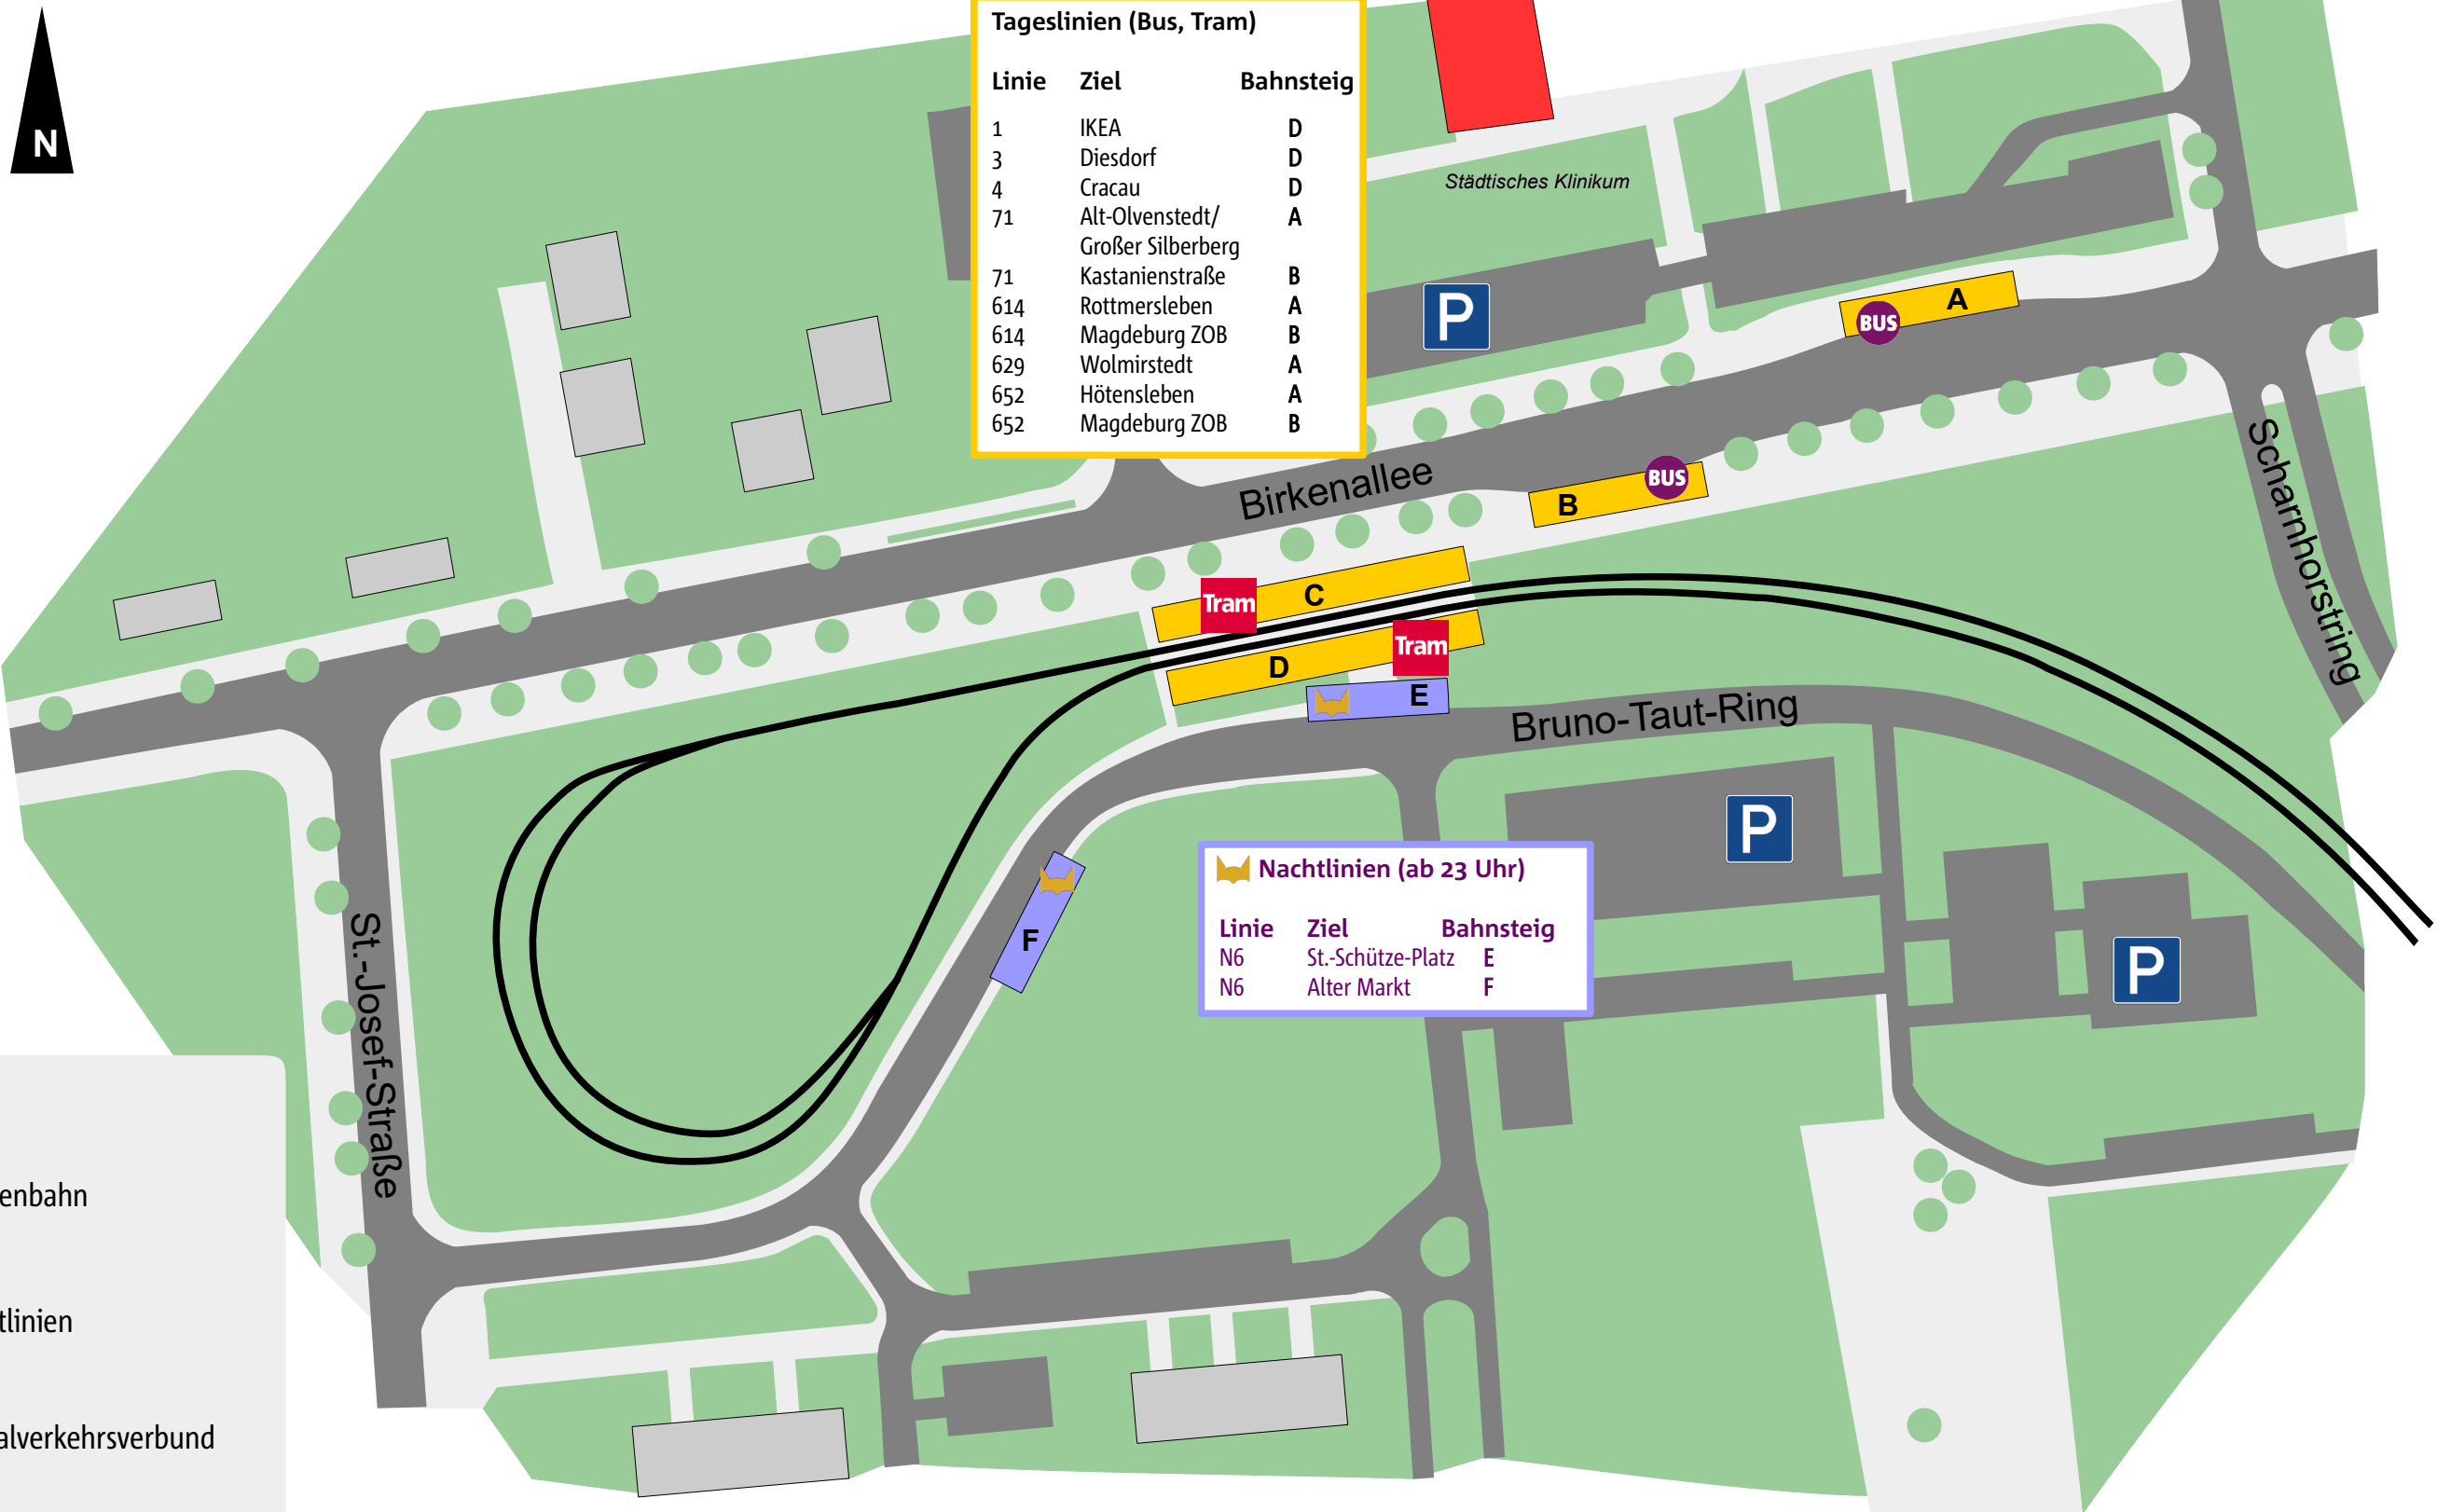 N
Tageslinien (Bus, Tram)
Linie Ziel Bahnsteig
1 IKEA D
3 Diesdorf D
4 Cracau D
71 Alt-Olvenstedt/ A
Großer Silberberg
71 Kastanienstraße B
614 Rottmersleben A
614 Magdeburg ZOB B
629 Wolmirstedt A
652 Hötensleben A
652 Magdeburg ZOB B
Städtisches Klinikum
P
BUS A
Birkenallee
BUS
B
Scharnhorstring
Tram C
D Tram
E
Bruno-Taut-Ring
P
F
Nachtlinien (ab 23 Uhr)
Linie Ziel Bahnsteig
N6 St.-Schütze-Platz E
N6 Alter Markt F
P
St.-Josef-Straße
enbahn
tlinien
alverkehrsverbund